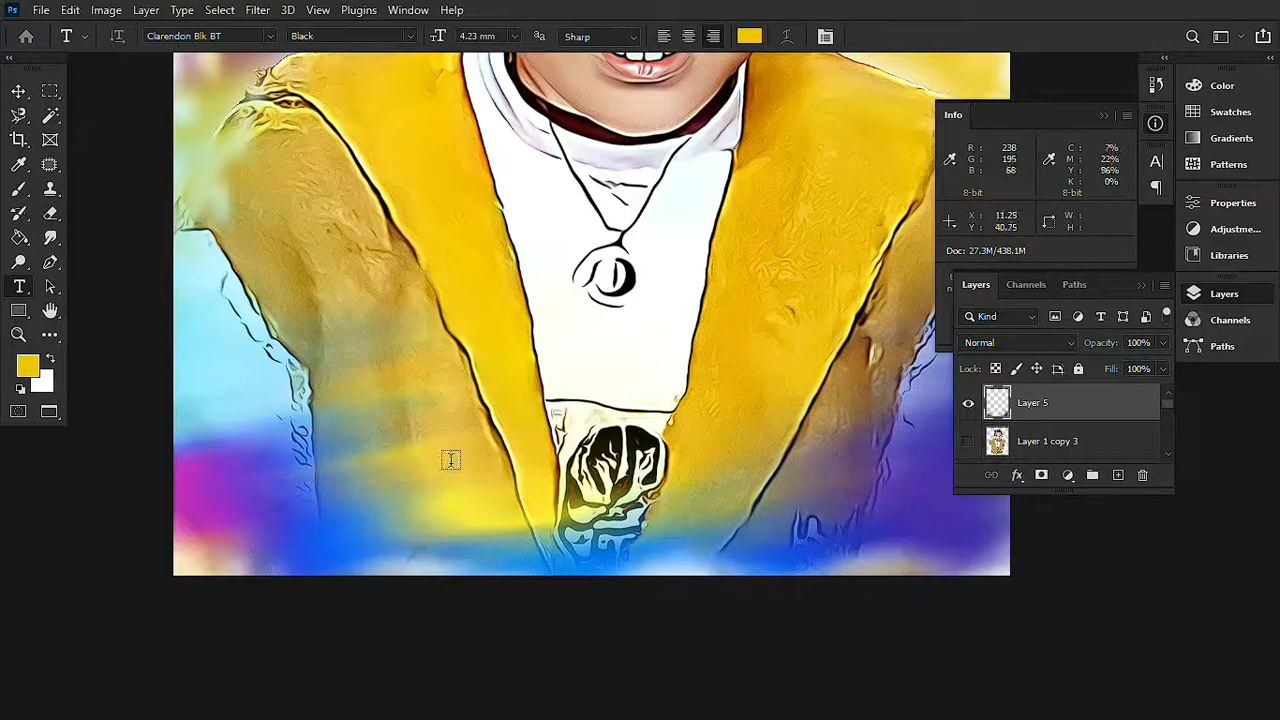 Ps File Edit Image Layer Type Select Filter 3D View Plugins Window Help
T Clarendon Blk BT Black 4.23 mm aa Sharp
Info
R: 238 C: 7%
G: 195 M: 22%
B: 68 Y: 96%
K: 0%
8-bit 8-bit
X: 11.25 W:
Y: 40.75 H:
Doc: 27.3M/438.1M
Layers Channels Paths
Kind
Normal Opacity: 100%
Lock: Fill: 100%
Layer 5
Layer 1 copy 3
fx
Color
Swatches
Gradients
Patterns
Properties
Adjustme...
Libraries
Layers
Channels
Paths